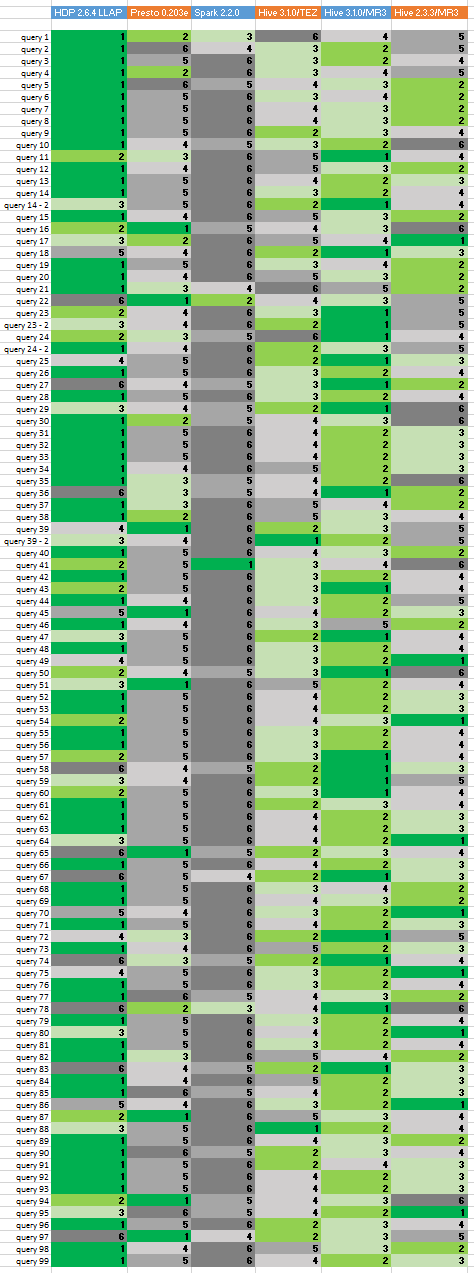 HDP 2.6.4 LLAP Presto 0.203e Spark 2.2.0 Hive 3.1.0/TEZ Hive 3.1.0/MR3 Hive 2.3.3/MR3
query 1 1 2 3 6 4 5
query 2 1 6 4 3 2 5
query 3 1 5 6 3 2 4
query 4 1 2 6 3 4 5
query 5 1 6 5 4 3 2
query 6 1 5 6 3 4 2
query 7 1 5 6 4 3 2
query 8 1 5 6 4 3 2
query 9 1 5 6 2 3 4
query 10 1 4 5 3 2 6
query 11 2 3 6 5 1 4
query 12 1 4 6 5 3 2
query 13 1 5 6 4 2 3
query 14 1 5 6 3 2 4
query 14 - 2 3 5 6 2 1 4
query 15 1 4 6 5 3 2
query 16 2 1 5 4 3 6
query 17 3 2 6 5 4 1
query 18 5 4 6 2 1 3
query 19 1 5 6 3 4 2
query 20 1 4 6 5 3 2
query 21 1 3 4 6 5 2
query 22 6 1 2 4 3 5
query 23 2 4 6 3 1 5
query 23 - 2 3 4 6 2 1 5
query 24 2 3 5 6 1 4
query 24 - 2 1 4 6 2 3 5
query 25 4 5 6 2 1 3
query 26 1 5 6 3 2 4
query 27 6 4 5 3 1 2
query 28 1 5 6 3 2 4
query 29 3 4 5 2 1 6
query 30 1 2 5 4 3 6
query 31 1 5 6 4 2 3
query 32 1 5 6 4 2 3
query 33 1 5 6 4 2 3
query 34 1 4 6 5 2 3
query 35 1 3 5 4 2 6
query 36 6 3 5 4 1 2
query 37 1 3 6 5 4 2
query 38 1 2 6 5 3 4
query 39 4 1 6 2 3 5
query 39 - 2 3 4 6 1 2 5
query 40 1 5 6 4 3 2
query 41 2 5 1 3 4 6
query 42 1 5 6 3 2 4
query 43 2 5 6 3 1 4
query 44 1 4 6 3 2 5
query 45 5 1 6 4 2 3
query 46 1 4 6 3 5 2
query 47 3 5 6 2 1 4
query 48 1 5 6 3 2 4
query 49 4 5 6 3 2 1
query 50 2 4 5 3 1 6
query 51 3 1 6 5 2 4
query 52 1 5 6 4 2 3
query 53 1 5 6 4 2 3
query 54 2 5 6 4 3 1
query 55 1 5 6 3 2 4
query 56 1 5 6 3 2 4
query 57 2 5 6 3 1 4
query 58 6 4 5 2 1 3
query 59 3 4 6 2 1 5
query 60 2 5 6 3 1 4
query 61 1 5 6 2 3 4
query 62 1 5 6 4 2 3
query 63 1 5 6 4 2 3
query 64 3 5 6 4 2 1
query 65 6 1 5 2 3 4
query 66 1 5 6 4 2 3
query 67 6 5 4 2 1 3
query 68 1 5 6 3 4 2
query 69 1 5 6 4 3 2
query 70 5 4 6 3 2 1
query 71 1 5 6 4 2 3
query 72 4 3 6 2 1 5
query 73 1 4 6 5 2 3
query 74 6 3 5 2 1 4
query 75 4 5 6 3 2 1
query 76 1 5 6 3 2 4
query 77 1 6 5 4 3 2
query 78 6 2 3 4 1 6
query 79 1 5 6 3 2 4
query 80 3 5 6 4 2 1
query 81 1 5 6 3 2 4
query 82 1 3 6 5 4 2
query 83 6 4 5 2 1 3
query 84 1 4 6 5 2 3
query 85 1 6 5 4 2 3
query 86 5 4 6 3 2 1
query 87 2 1 6 5 3 4
query 88 3 5 6 1 2 4
query 89 1 5 6 4 3 2
query 90 1 6 5 2 3 4
query 91 1 5 6 2 4 3
query 92 1 5 6 4 2 3
query 93 1 5 6 4 2 3
query 94 2 1 5 4 3 6
query 95 3 6 5 4 2 1
query 96 1 5 6 2 3 4
query 97 6 1 4 2 3 5
query 98 1 4 6 5 3 2
query 99 1 5 6 4 2 3